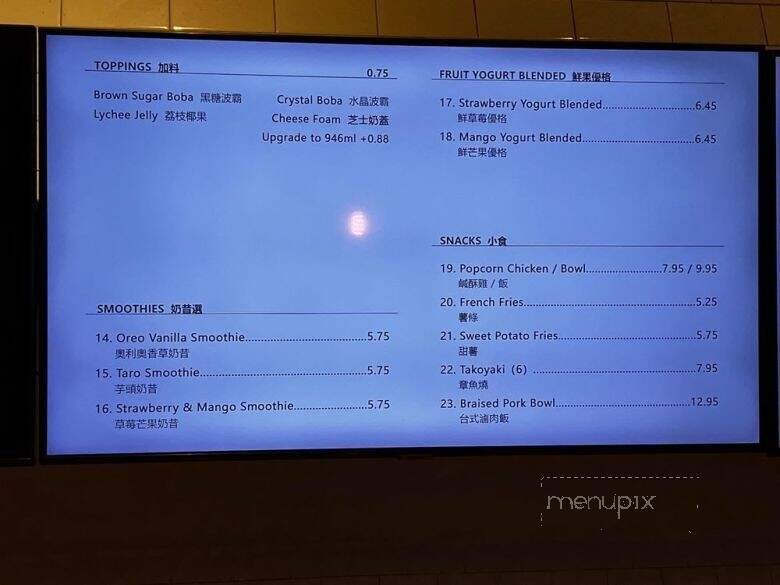 TOPPINGS 加料 0.75
Brown Sugar Boba 黑糖波霸 Crystal Boba 水晶波霸
Lychee Jelly 荔枝椰果 Cheese Foam 芝士奶蓋
Upgrade to 946ml +0.88
SMOOTHIES 奶昔選
14. Oreo Vanilla Smoothie..............................5.75
奧利奧香草奶昔
15. Taro Smoothie..............................5.75
芋頭奶昔
16. Strawberry & Mango Smoothie....................5.75
草莓芒果奶昔
FRUIT YOGURT BLENDED 鮮果優格
17. Strawberry Yogurt Blended....................6.45
鮮草莓優格
18. Mango Yogurt Blended..............................6.45
鮮芒果優格
SNACKS 小食
19. Popcorn Chicken / Bowl....................7.95 / 9.95
鹹酥雞 / 飯
20. French Fries..............................5.25
薯條
21. Sweet Potato Fries..............................5.75
甜薯
22. Takoyaki (6) ..............................7.95
章魚燒
23. Braised Pork Bowl..............................12.95
台式滷肉飯
menupix